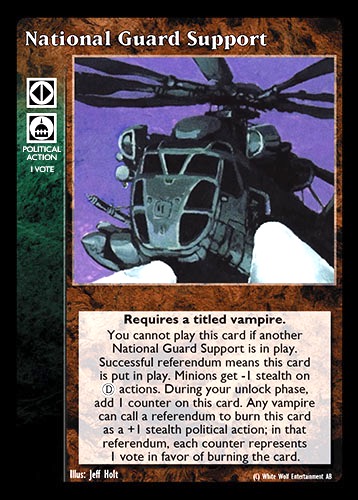 National Guard Support
POLITICAL
ACTION
1 VOTE
Requires a titled vampire.
You cannot play this card if another
National Guard Support is in play.
Successful referendum means this card
is put in play. Minions get -1 stealth on
Ⓓ actions. During your unlock phase,
add 1 counter on this card. Any vampire
can call a referendum to burn this card
as a +1 stealth political action; in that
referendum, each counter represents
1 vote in favor of burning the card.
Illus: Jeff Holt
(C) White Wolf Entertainment AB